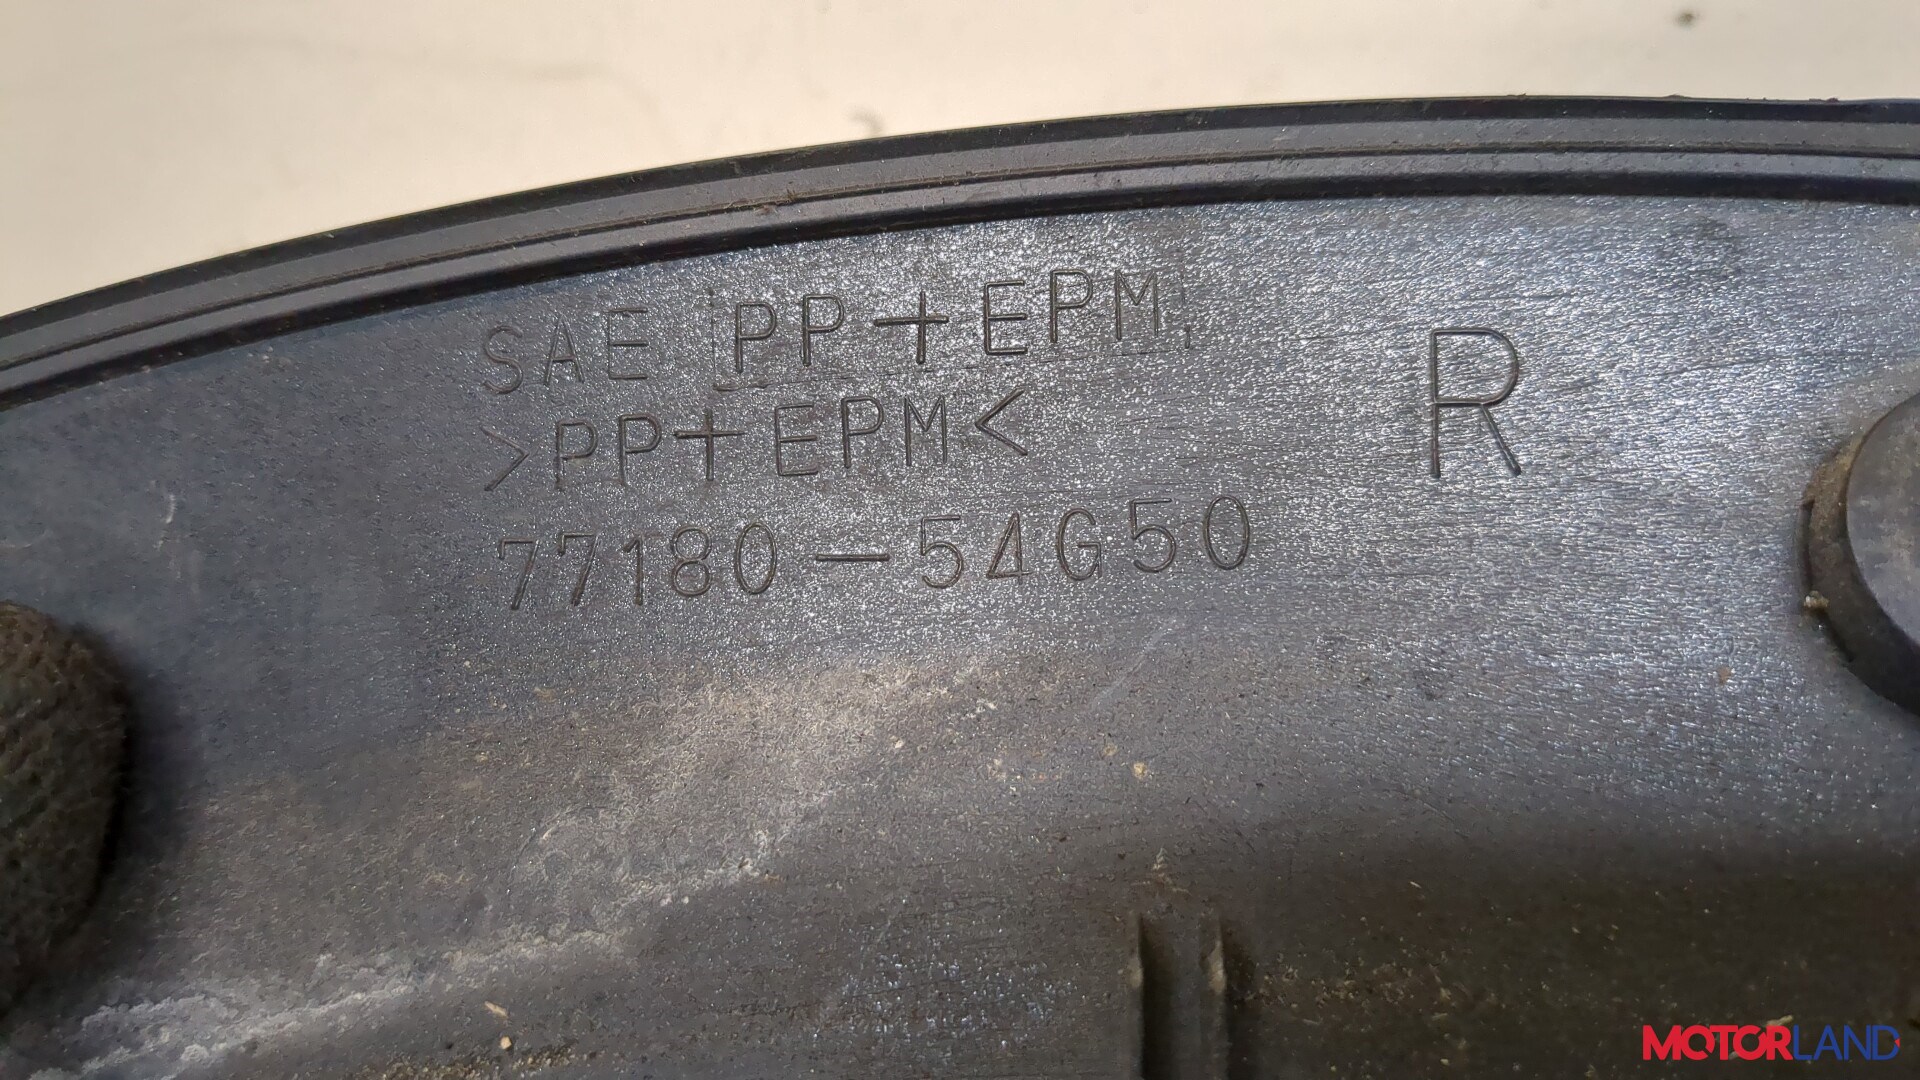 SAE PP+EPM
>PP+EPM<
R
77180-54G50
MOTORLAND